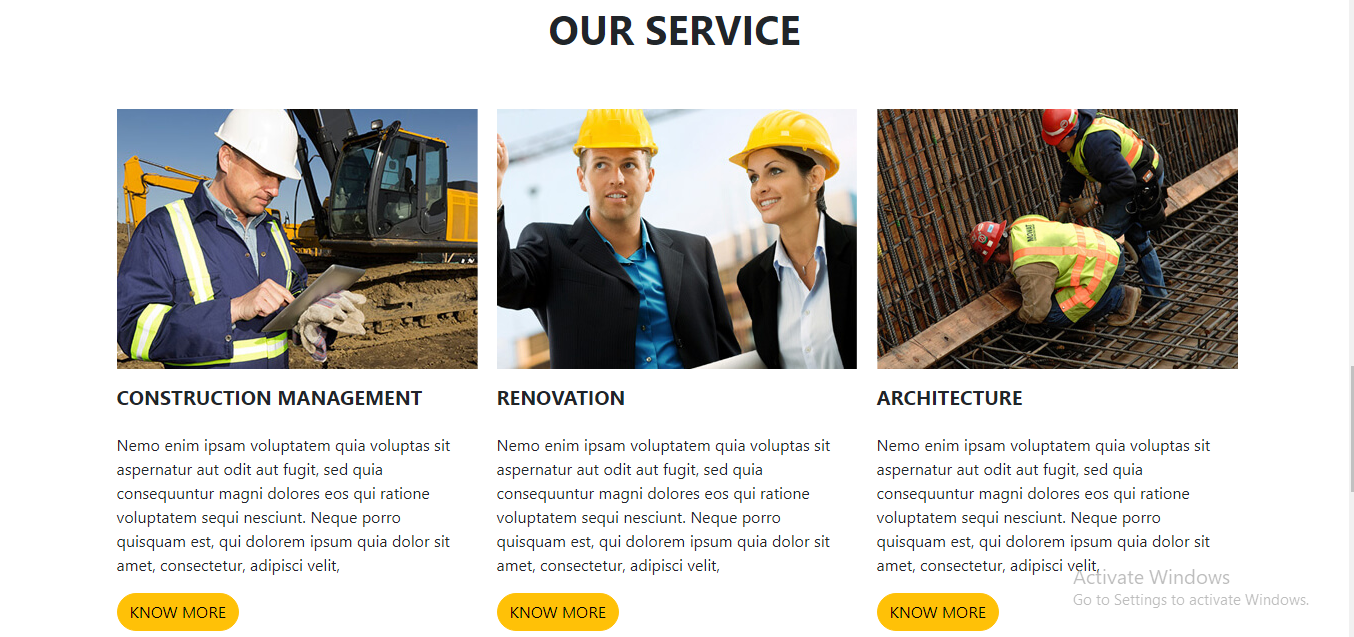 OUR SERVICE
CONSTRUCTION MANAGEMENT
Nemo enim ipsam voluptatem quia voluptas sit
aspernatur aut odit aut fugit, sed quia
consequuntur magni dolores eos qui ratione
voluptatem sequi nesciunt. Neque porro
quisquam est, qui dolorem ipsum quia dolor sit
amet, consectetur, adipisci velit,
KNOW MORE
RENOVATION
Nemo enim ipsam voluptatem quia voluptas sit
aspernatur aut odit aut fugit, sed quia
consequuntur magni dolores eos qui ratione
voluptatem sequi nesciunt. Neque porro
quisquam est, qui dolorem ipsum quia dolor sit
amet, consectetur, adipisci velit,
KNOW MORE
ARCHITECTURE
Nemo enim ipsam voluptatem quia voluptas sit
aspernatur aut odit aut fugit, sed quia
consequuntur magni dolores eos qui ratione
voluptatem sequi nesciunt. Neque porro
quisquam est, qui dolorem ipsum quia dolor sit
amet, consectetur, adipisci velit,
KNOW MORE
Activate Windows
Go to Settings to activate Windows.